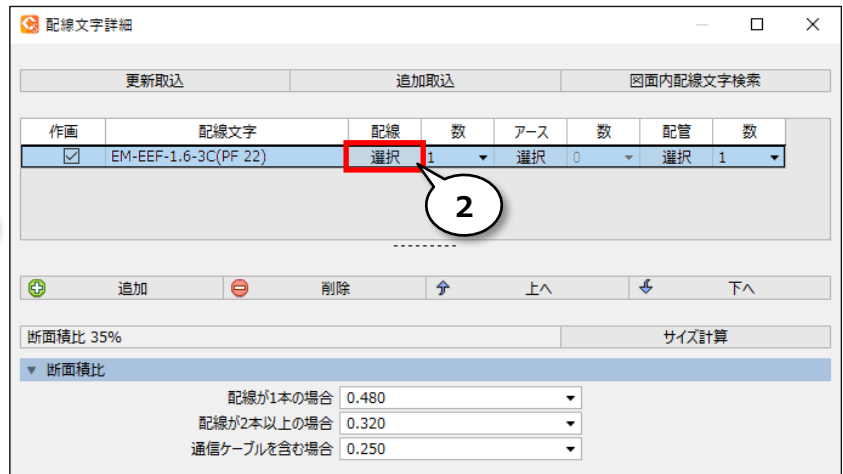 配線文字詳細
更新取込 追加取込 図面内配線文字検索
作画 配線文字 配線 数 アース 数 配管 数
EM-EEF-1.6-3C(PF 22) 選択 1 選択 0 選択 1
2
追加 削除 上へ 下へ
断面積比 35% サイズ計算
断面積比
配線が1本の場合 0.480
配線が2本以上の場合 0.320
通信ケーブルを含む場合 0.250